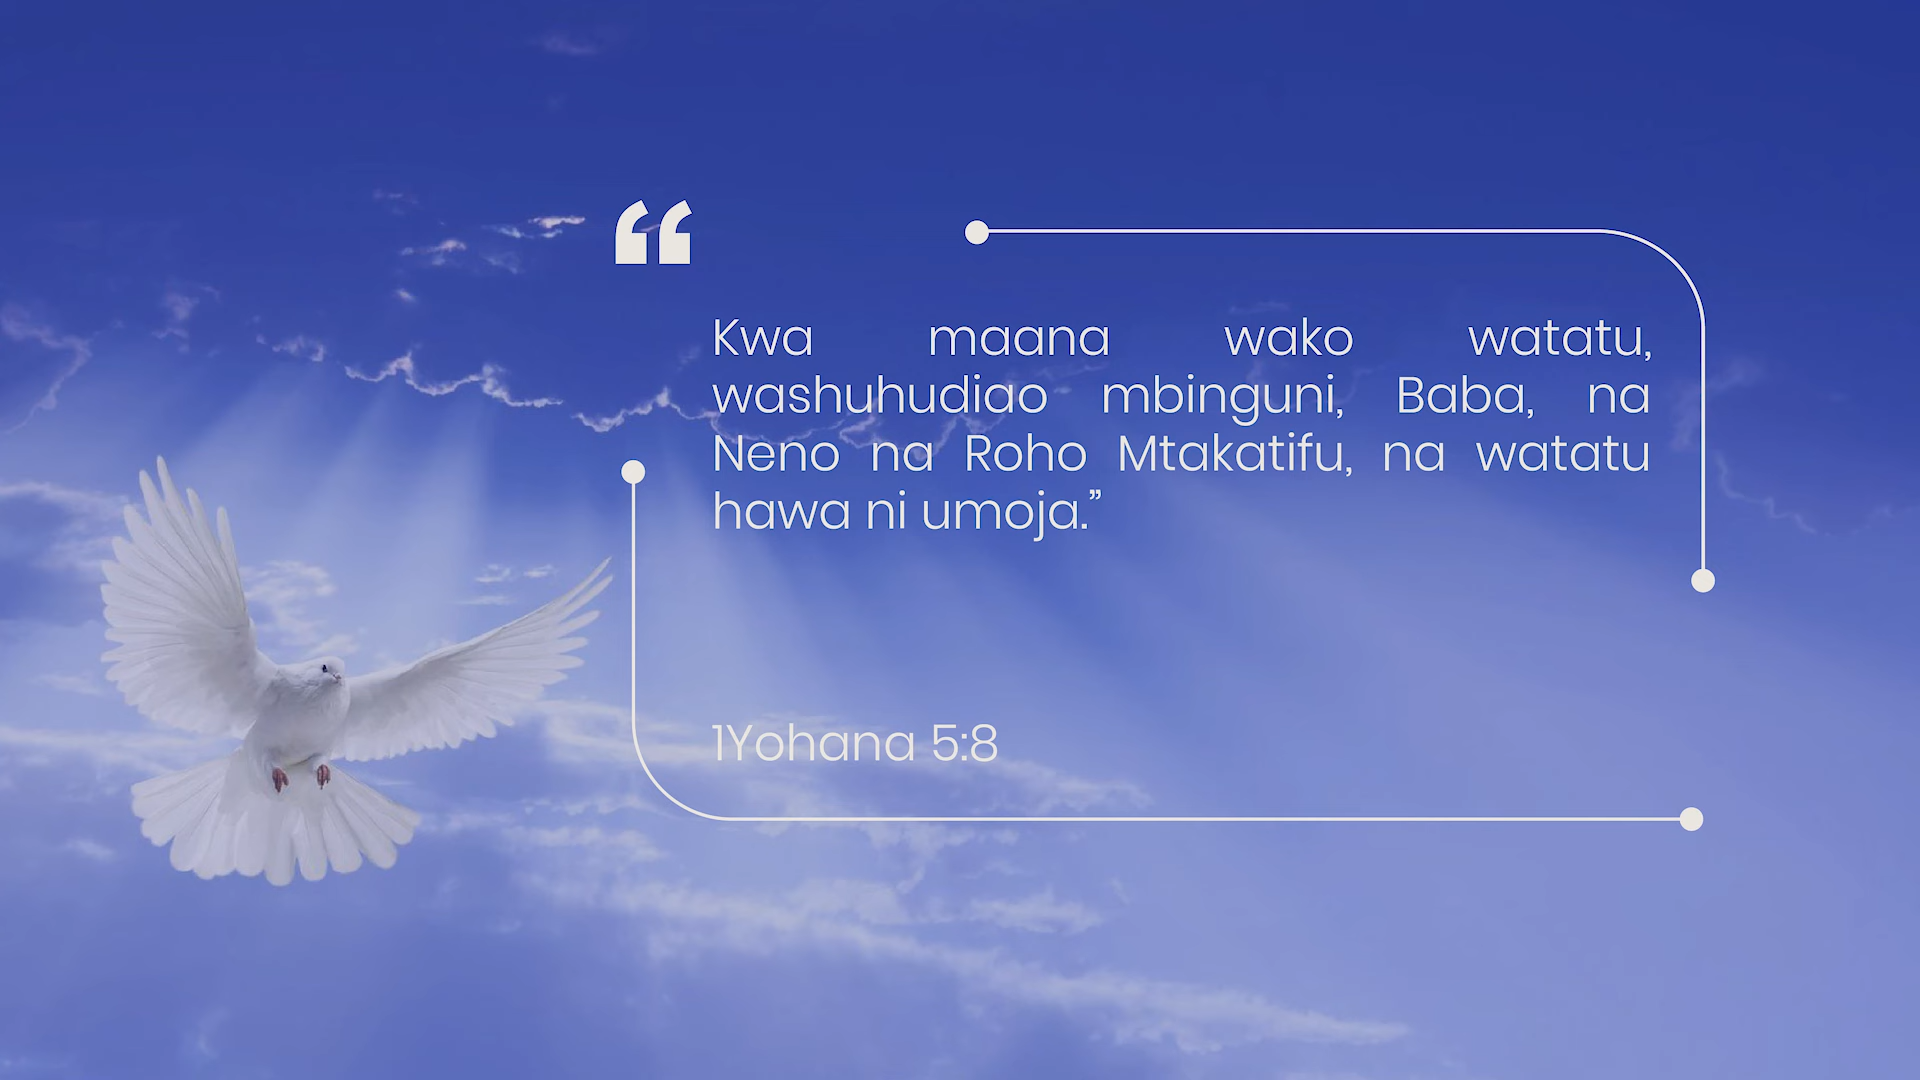 “
Kwa maana wako watatu,
washuhudiao mbinguni, Baba, na
Neno na Roho Mtakatifu, na watatu
hawa ni umoja.”
1Yohana 5:8